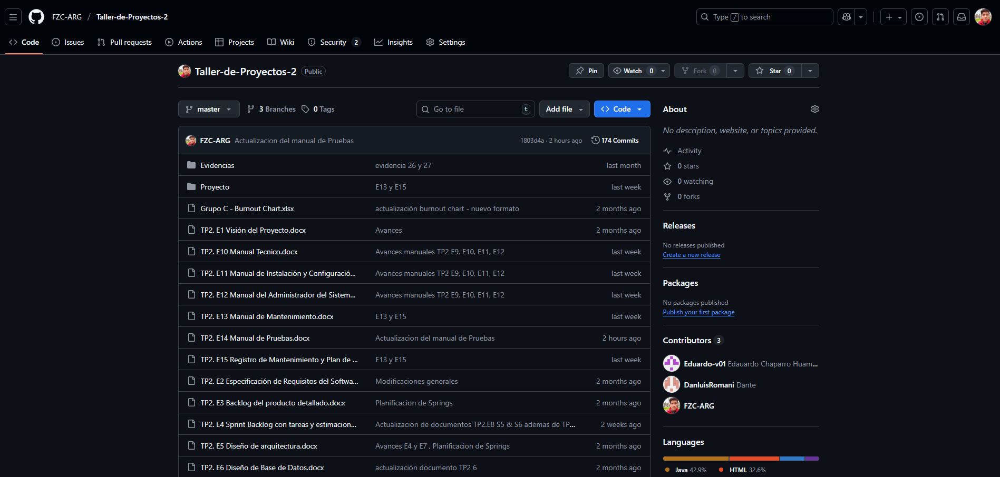 FZC-ARG / Taller-de-Proyectos-2
Type / to search
Code Issues Pull requests Actions Projects Wiki Security 2 Insights Settings
Taller-de-Proyectos-2 Public
Pin Watch 0 Fork 0 Star 0
master 3 Branches 0 Tags
Go to file t Add file Code
FZC-ARG Actualizacion del manual de Pruebas 1803d4a · 2 hours ago 174 Commits
Evidencias evidencia 26 y 27 last month
Proyecto E13 y E15 last week
Grupo C - Burnout Chart.xlsx actualizaciòn burnout chart - nuevo formato 2 months ago
TP2. E1 Visión del Proyecto.docx Avances 2 months ago
TP2. E10 Manual Tecnico.docx Avances manuales TP2 E9, E10, E11, E12 last week
TP2. E11 Manual de Instalación y Configuració... Avances manuales TP2 E9, E10, E11, E12 last week
TP2. E12 Manual del Administrador del Sistem... Avances manuales TP2 E9, E10, E11, E12 last week
TP2. E13 Manual de Mantenimiento.docx E13 y E15 last week
TP2. E14 Manual de Pruebas.docx Actualizacion del manual de Pruebas 2 hours ago
TP2. E15 Registro de Mantenimiento y Plan de ... E13 y E15 last week
TP2. E2 Especificación de Requisitos del Softwa... Modificaciones generales 2 months ago
TP2. E3 Backlog del producto detallado.docx Planificacion de Springs 2 months ago
TP2. E4 Sprint Backlog con tareas y estimacion... Actualización de documentos TP2.E8 S5 & S6 ademas de TP... 2 weeks ago
TP2. E5 Diseño de arquitectura.docx Avances E4 y E7 , Planificacion de Springs 2 months ago
TP2. E6 Diseño de Base de Datos.docx actualización documento TP2 6 2 months ago
About
No description, website, or topics provided.
Activity
0 stars
0 watching
0 forks
Releases
No releases published
Create a new release
Packages
No packages published
Publish your first package
Contributors 3
Eduardo-v01 Edauardo Chaparro Huam...
DanluisRomani Dante
FZC-ARG
Languages
Java 42.9% HTML 32.6%